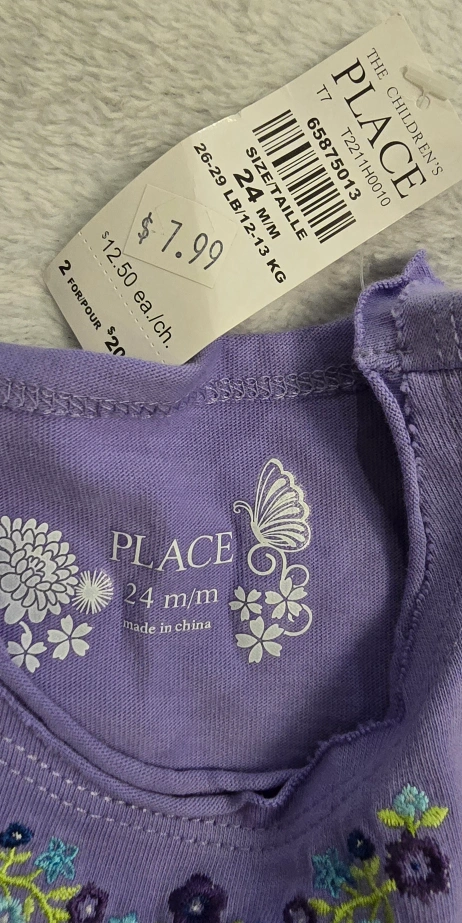 THE CHILDREN'S
PLACE
T7 T2211H0010
65875013
SIZE/TAILLE
24 M/M
26-29 LB/12-13 KG
$7.99
$12.50 ea./ch.
2 FOR/POUR $20
PLACE
24 m/m
made in china